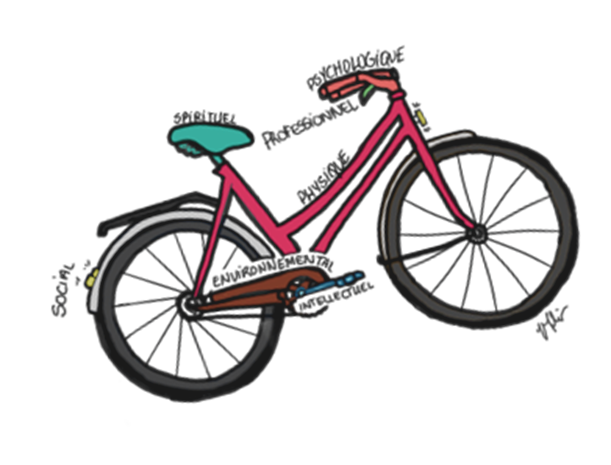 PSYCHOLOGIQUE
SPIRITUEL
PROFESSIONNEL
PHYSIQUE
ENVIRONNEMENTAL
SOCIAL
INTELLECTUEL